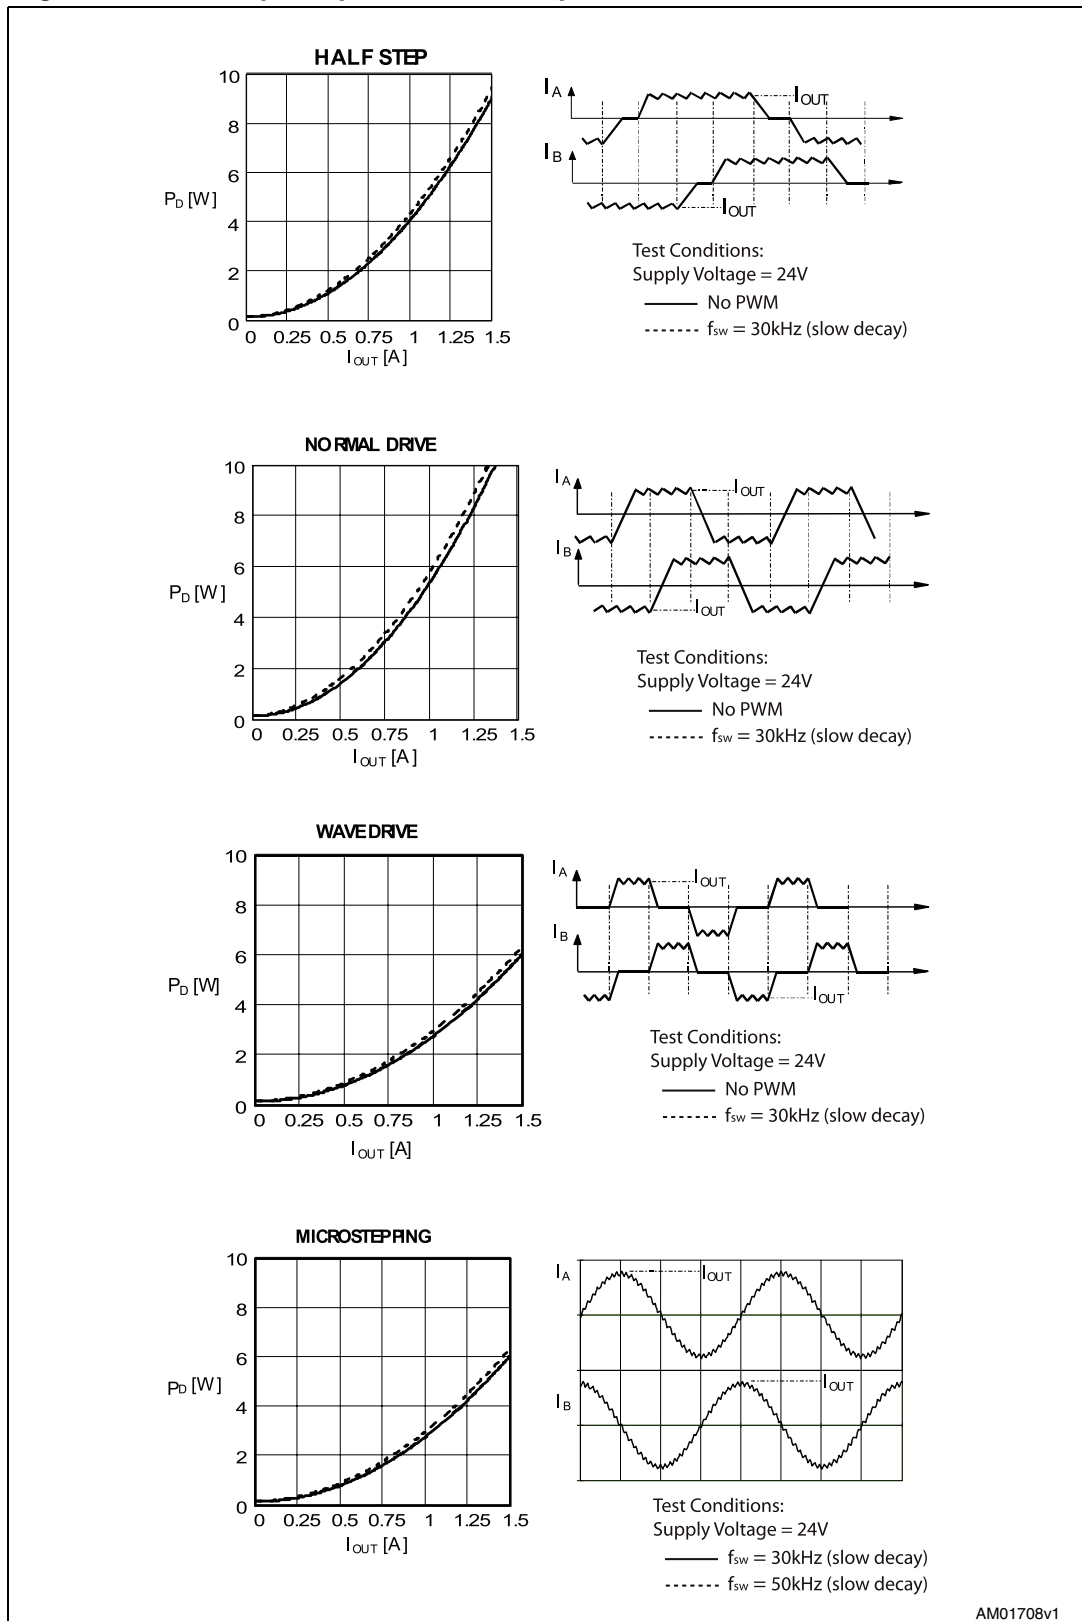 HALF STEP
10
8
6
4
2
0
P_D [W]
0 0.25 0.5 0.75 1 1.25 1.5
I_OUT [A]
I_A
I_OUT
I_B
I_OUT
Test Conditions:
Supply Voltage = 24V
No PWM
fsw = 30kHz (slow decay)
NORMAL DRIVE
10
8
6
4
2
0
P_D [W]
0 0.25 0.5 0.75 1 1.25 1.5
I_OUT [A]
I_A
I_OUT
I_B
I_OUT
Test Conditions:
Supply Voltage = 24V
No PWM
fsw = 30kHz (slow decay)
WAVE DRIVE
10
8
6
4
2
0
P_D [W]
0 0.25 0.5 0.75 1 1.25 1.5
I_OUT [A]
I_A
I_OUT
I_B
I_OUT
Test Conditions:
Supply Voltage = 24V
No PWM
fsw = 30kHz (slow decay)
MICROSTEPPING
10
8
6
4
2
0
P_D [W]
0 0.25 0.5 0.75 1 1.25 1.5
I_OUT [A]
I_A
I_OUT
I_B
I_OUT
Test Conditions:
Supply Voltage = 24V
fsw = 30kHz (slow decay)
fsw = 50kHz (slow decay)
AM01708v1